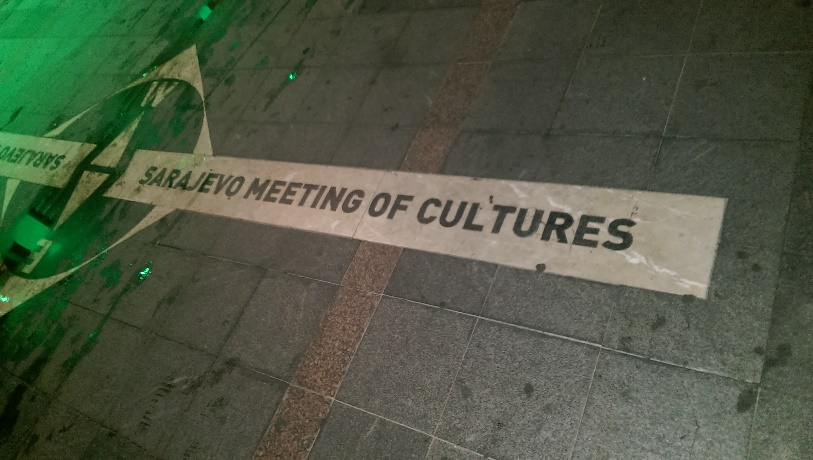 SARAJEVO MEETING OF CULTURES
SARAJEVO
W
E